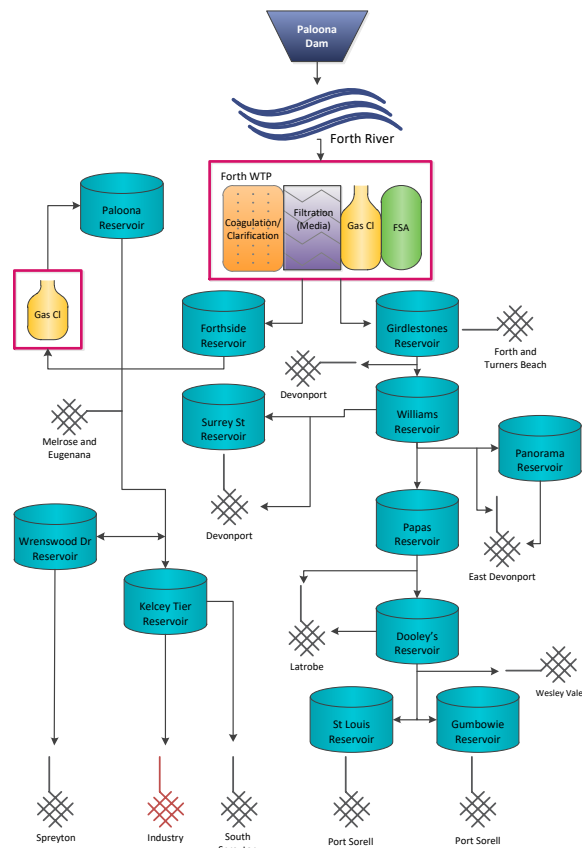 Paloona
Dam
Forth River
Forth WTP
Coagulation/
Clarification
Filtration
(Media)
Gas Cl
FSA
Paloona
Reservoir
Gas Cl
Forthside
Reservoir
Girdlestones
Reservoir
Forth and
Turners Beach
Devonport
Melrose and
Eugenana
Surrey St
Reservoir
Williams
Reservoir
Panorama
Reservoir
Devonport
Papas
Reservoir
East Devonport
Wrenswood Dr
Reservoir
Kelcey Tier
Reservoir
Latrobe
Dooley's
Reservoir
Wesley Vale
St Louis
Reservoir
Gumbowie
Reservoir
Spreyton
Industry
South
Port Sorell
Port Sorell